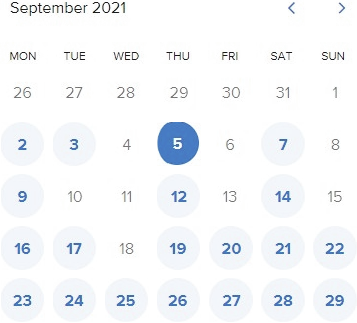 September 2021
MON TUE WED THU FRI SAT SUN
26 27 28 29 30 31 1
2 3 4 5 6 7 8
9 10 11 12 13 14 15
16 17 18 19 20 21 22
23 24 25 26 27 28 29